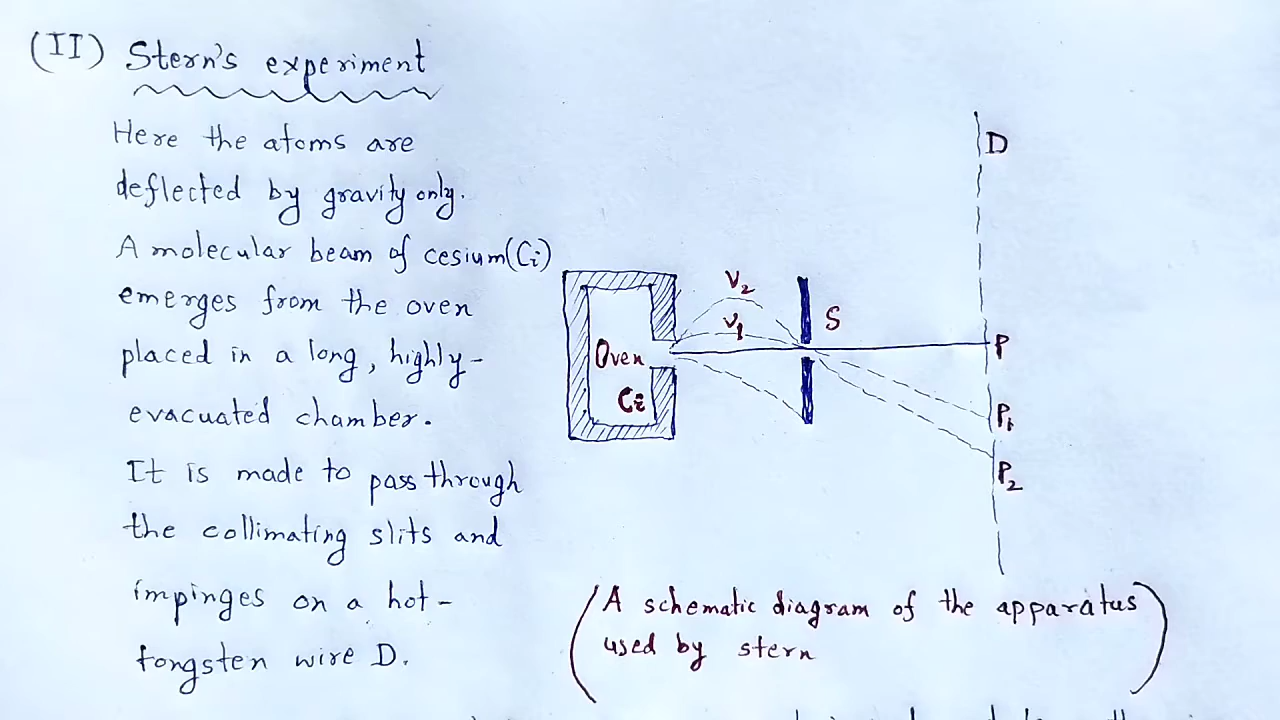 (II) Stern's experiment
Here the atoms are
deflected by gravity only.
A molecular beam of cesium(Ci)
emerges from the oven
placed in a long, highly-
evacuated chamber.
It is made to pass through
the collimating slits and
impinges on a hot-
tongsten wire D.
D
V2
V1
S
Oven
Ci
P
P1
P2
(A schematic diagram of the apparatus
used by stern)